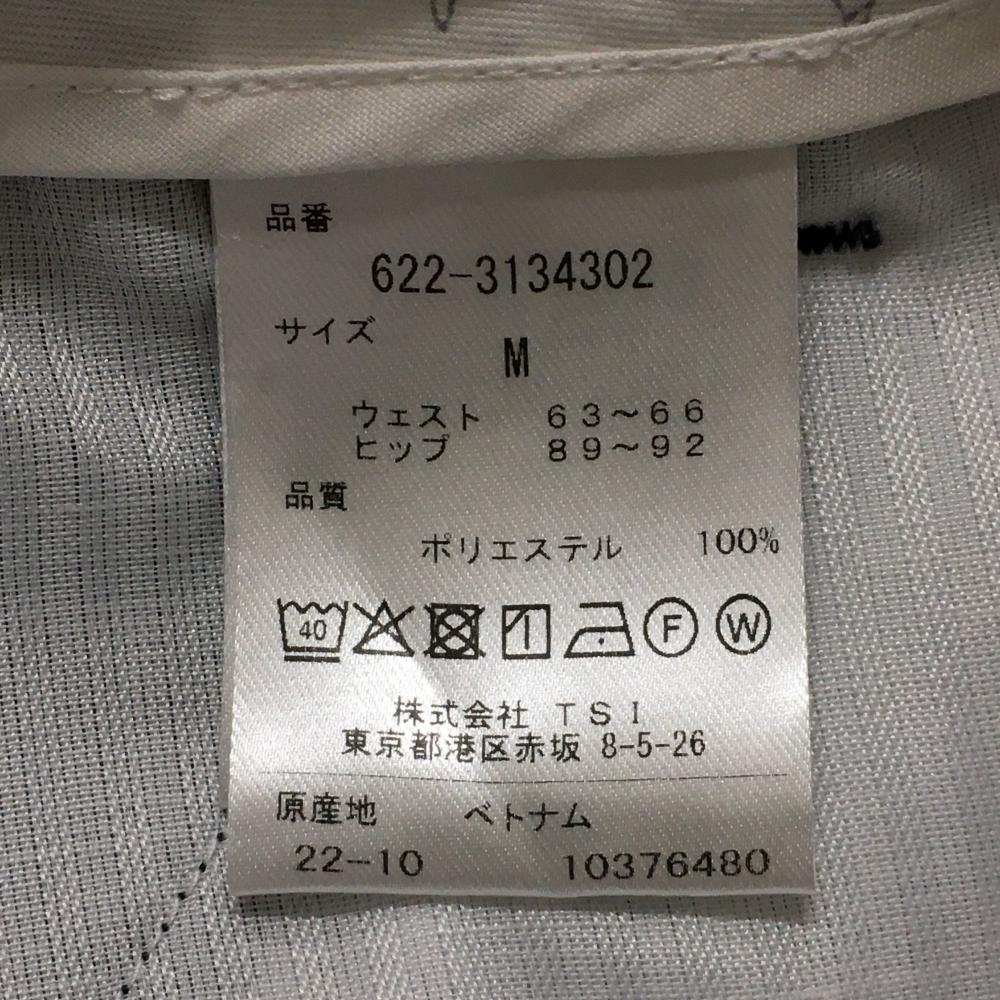 品番
622-3134302
サイズ
M
ウェスト 63～66
ヒップ 89～92
品質
ポリエステル 100%
40 F W
株式会社 TSI
東京都港区赤坂 8-5-26
原産地 ベトナム
22-10 10376480